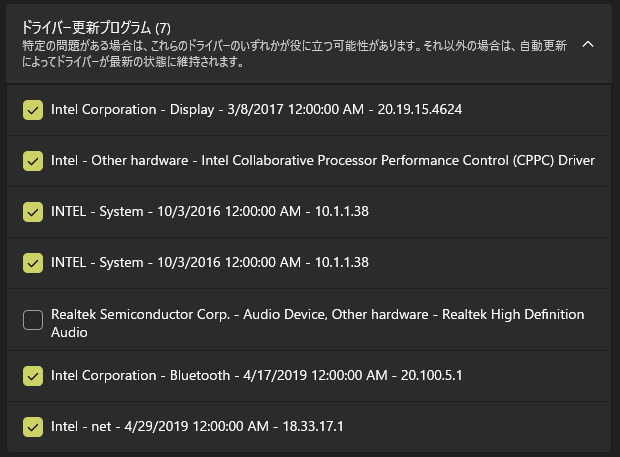 ドライバー更新プログラム (7)
特定の問題がある場合は、これらのドライバーのいずれかが役に立つ可能性があります。それ以外の場合は、自動更新
によってドライバーが最新の状態に維持されます。
Intel Corporation - Display - 3/8/2017 12:00:00 AM - 20.19.15.4624
Intel - Other hardware - Intel Collaborative Processor Performance Control (CPPC) Driver
INTEL - System - 10/3/2016 12:00:00 AM - 10.1.1.38
INTEL - System - 10/3/2016 12:00:00 AM - 10.1.1.38
Realtek Semiconductor Corp. - Audio Device, Other hardware - Realtek High Definition
Audio
Intel Corporation - Bluetooth - 4/17/2019 12:00:00 AM - 20.100.5.1
Intel - net - 4/29/2019 12:00:00 AM - 18.33.17.1